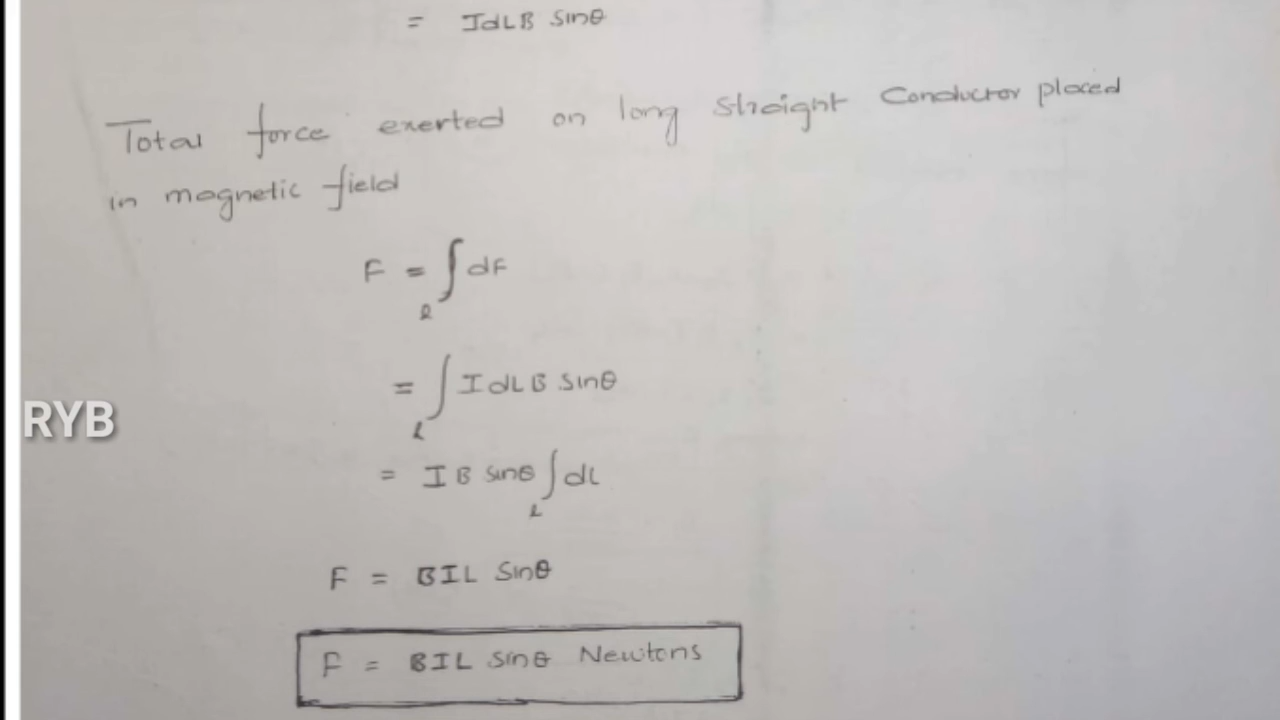 = IdLB Sinθ
Total force exerted on long straight Conductor placed
in magnetic field
F = ∫ dF
l
= ∫ IdLB Sinθ
l
RYB
= IB Sinθ ∫ dL
L
F = BIL Sinθ
F = BIL Sinθ Newtons